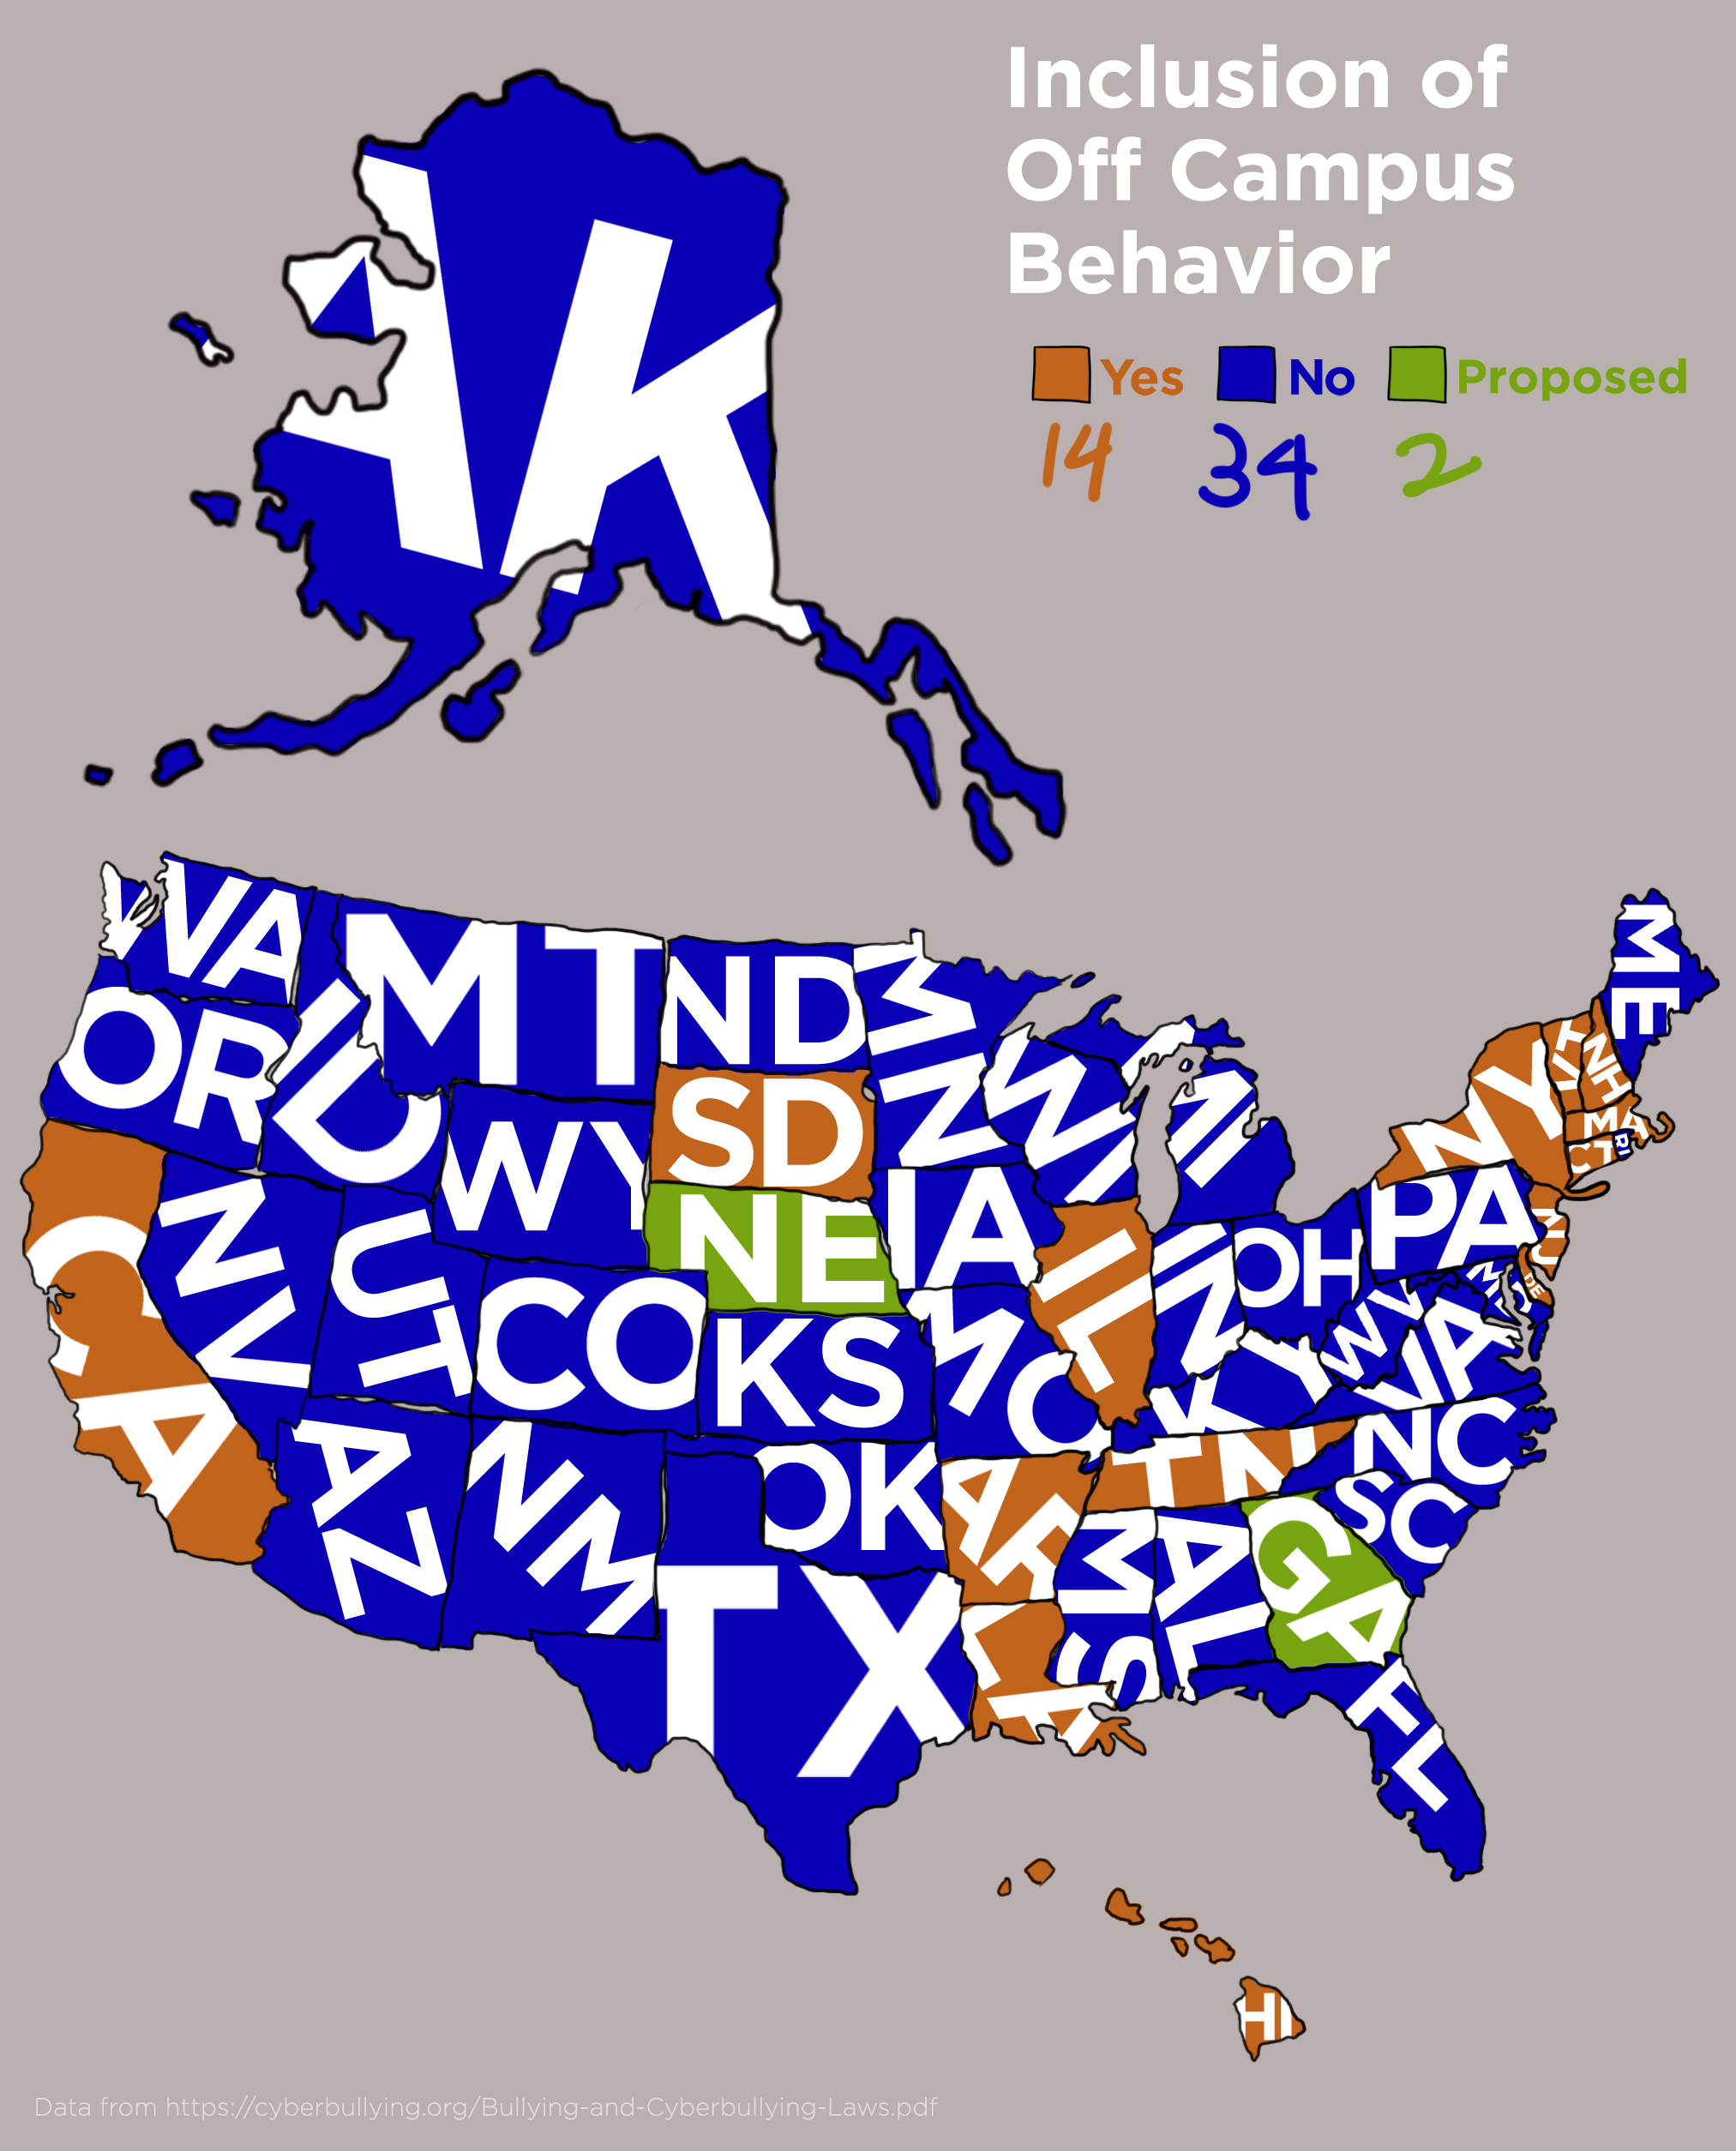 Inclusion of
Off Campus
Behavior
Yes No Proposed
14 34 2
AK
WA
MT
ND
MN
ME
OR
ID
SD
WI
MI
VT
NH
NY
MA
RI
CT
WY
NE
IA
PA
NJ
CA
NV
UT
CO
KS
MO
IL
IN
OH
MD
DE
WV
VA
KY
AZ
NM
OK
AR
TN
NC
SC
TX
LA
MS
AL
GA
FL
HI
Data from https://cyberbullying.org/Bullying-and-Cyberbullying-Laws.pdf